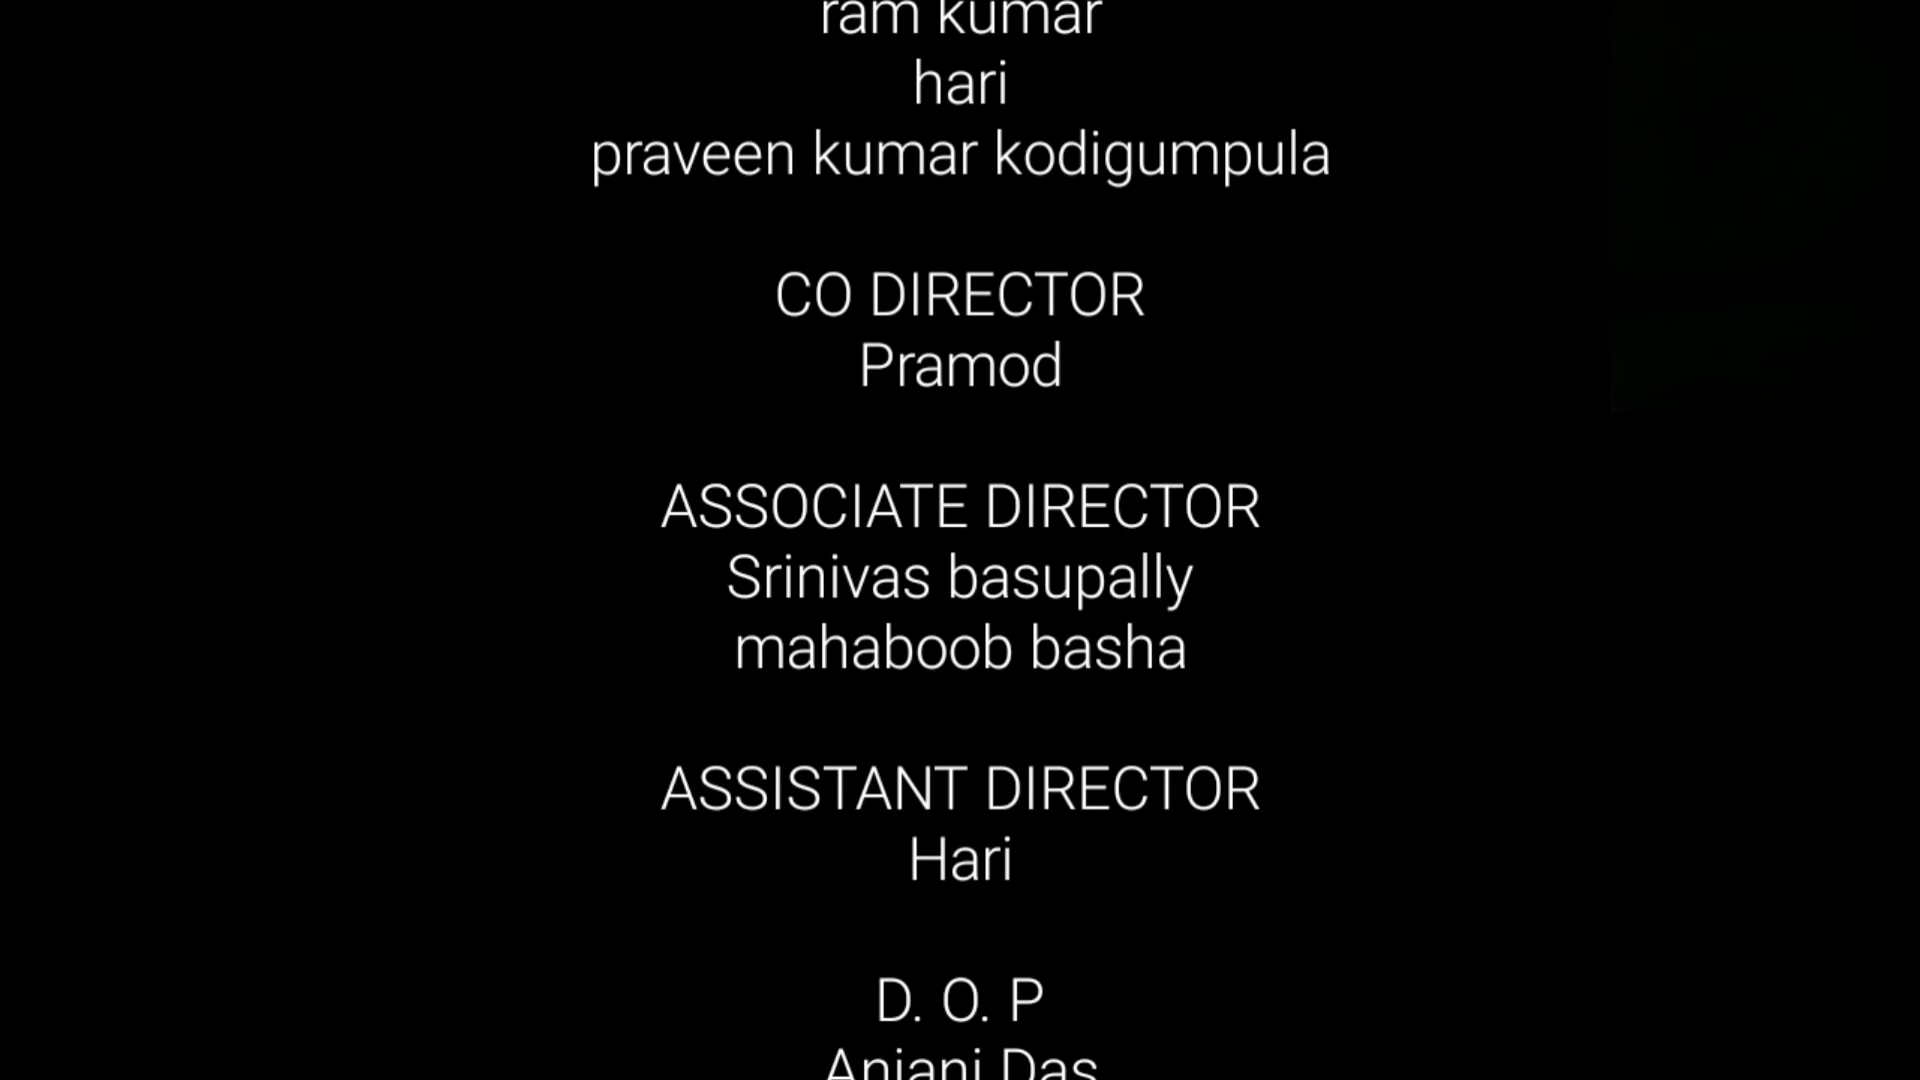 ram kumar
hari
praveen kumar kodigumpula
CO DIRECTOR
Pramod
ASSOCIATE DIRECTOR
Srinivas basupally
mahaboob basha
ASSISTANT DIRECTOR
Hari
D. O. P
Anjani Das